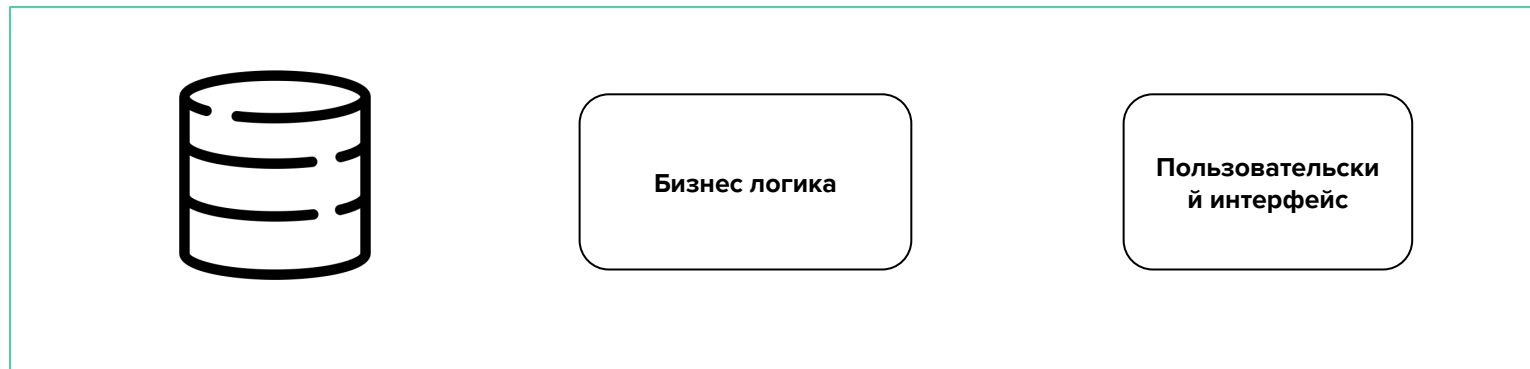 Бизнес логика
Пользовательски
й интерфейс